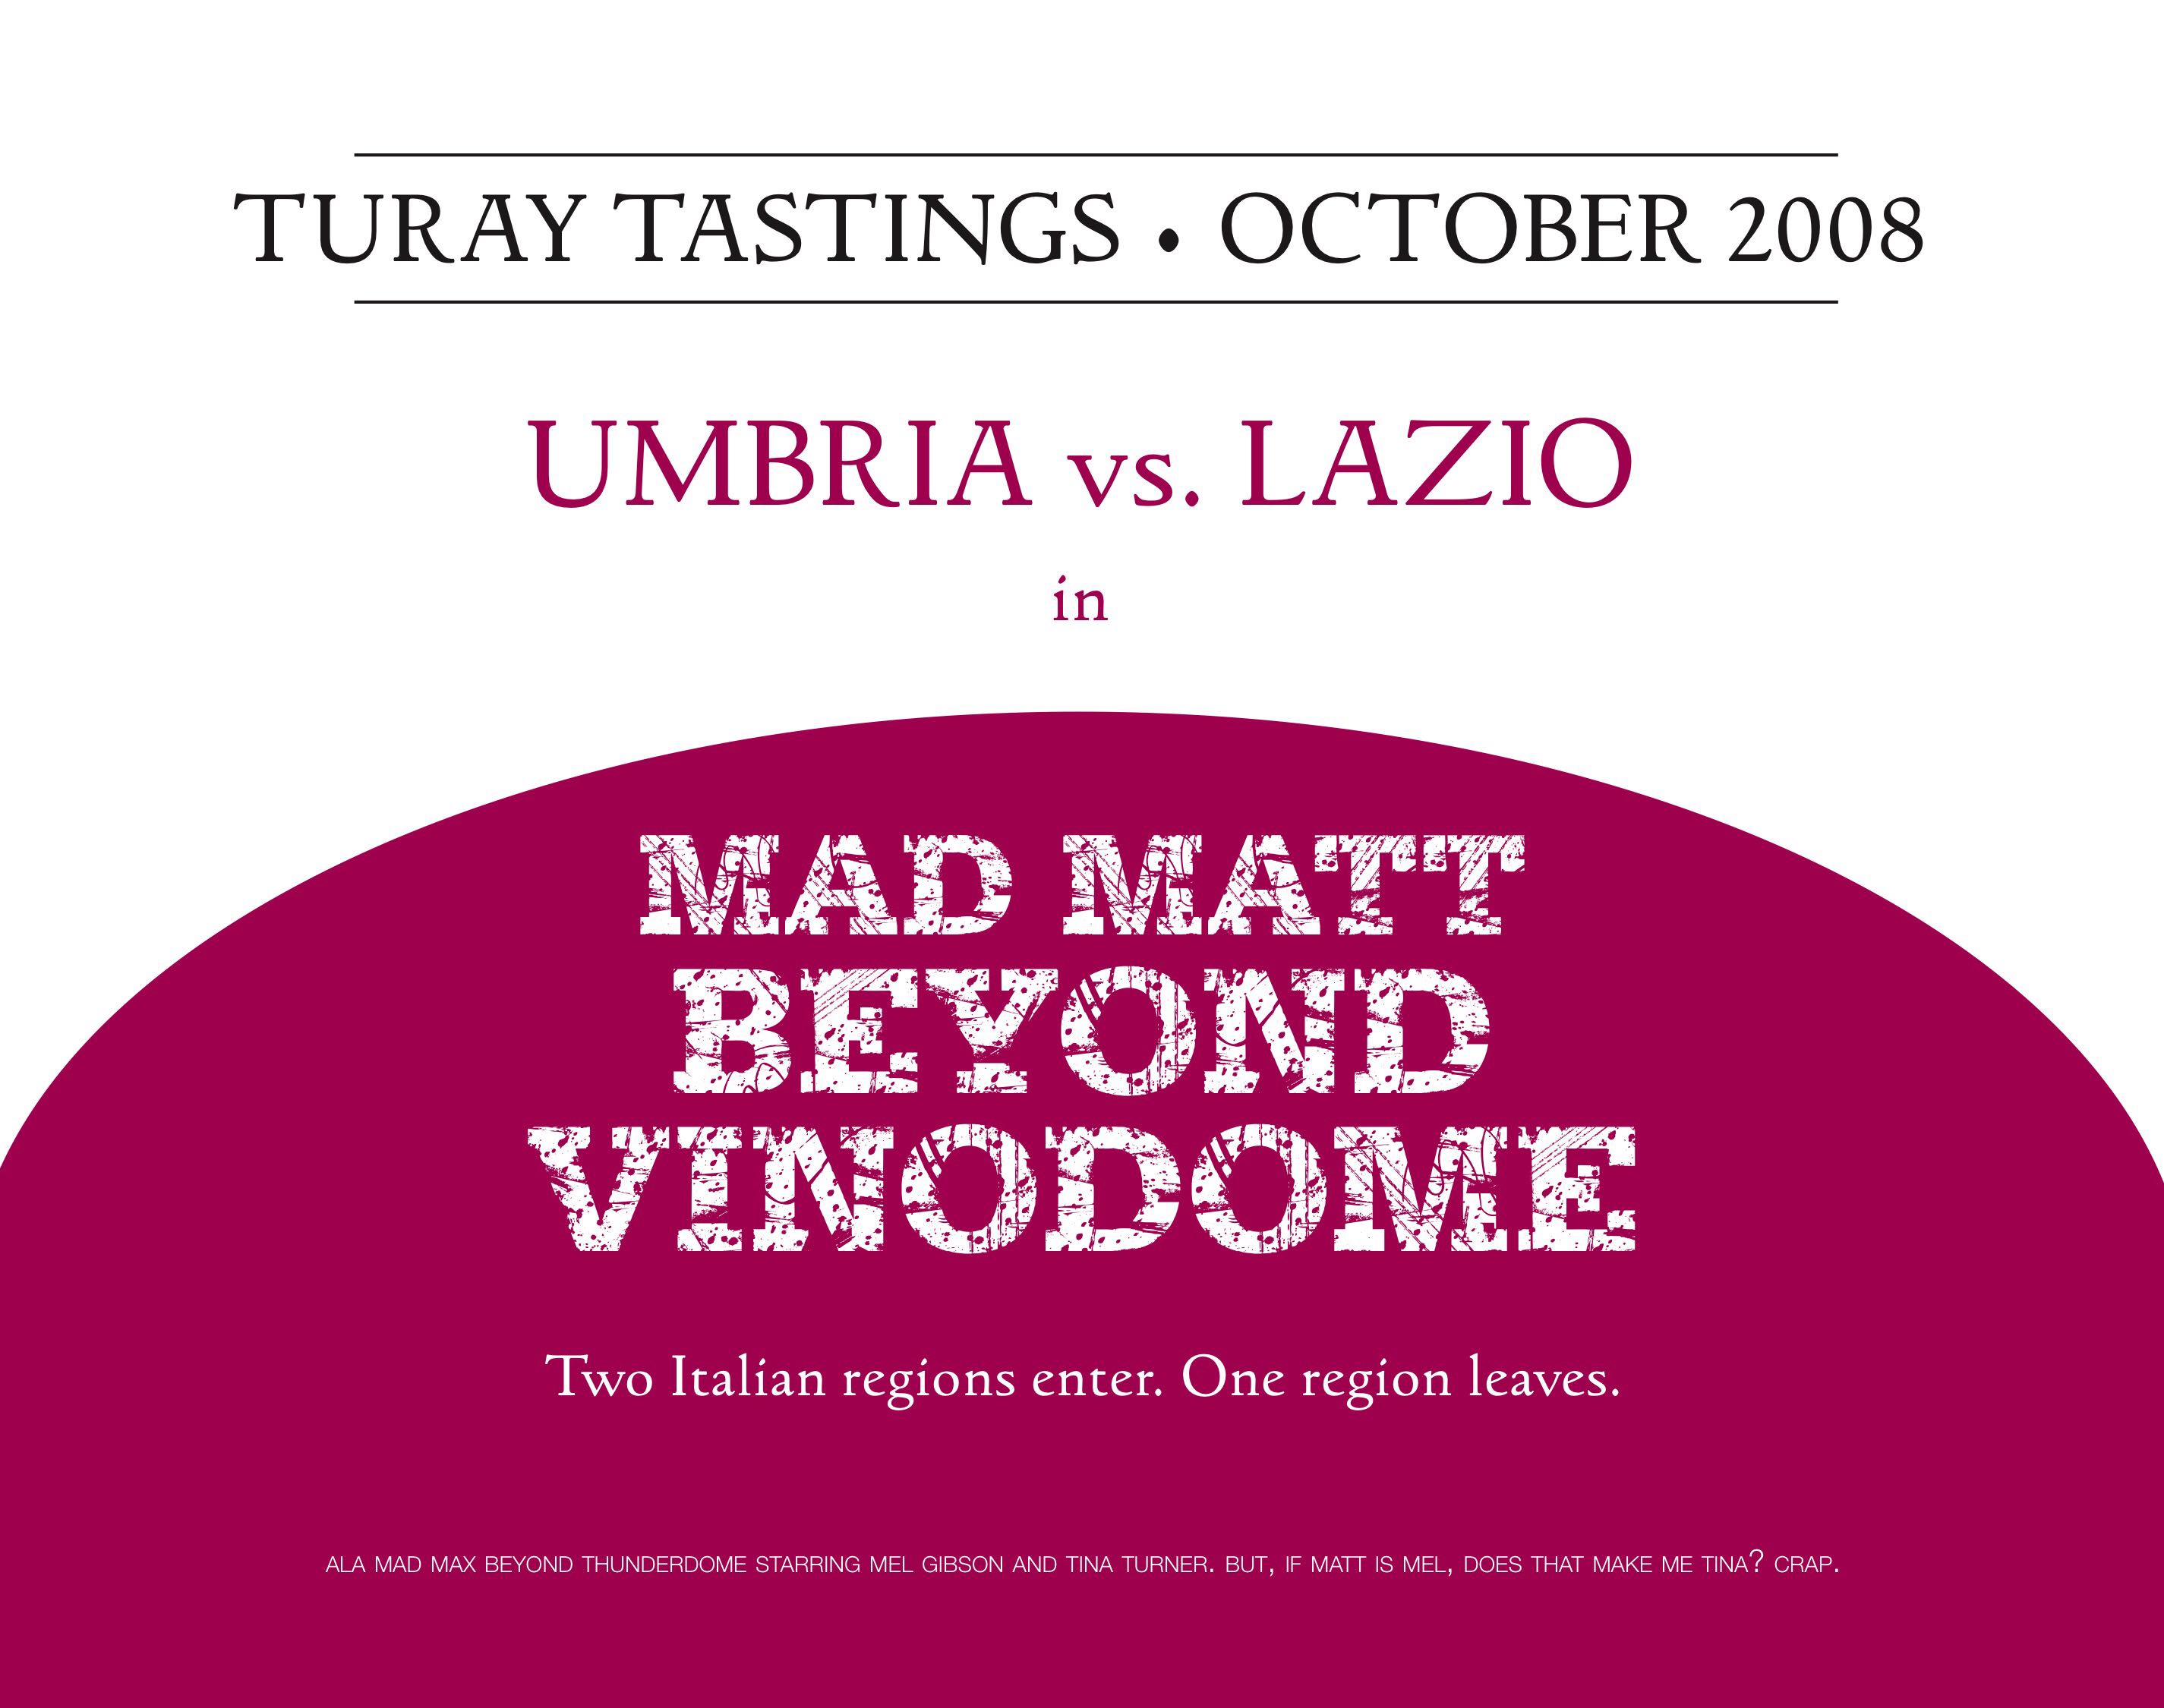 TURAY TASTINGS • OCTOBER 2008
UMBRIA vs. LAZIO
in
MAD MATT
BEYOND
VINODOME
Two Italian regions enter. One region leaves.
ALA MAD MAX BEYOND THUNDERDOME STARRING MEL GIBSON AND TINA TURNER. BUT, IF MATT IS MEL, DOES THAT MAKE ME TINA? CRAP.